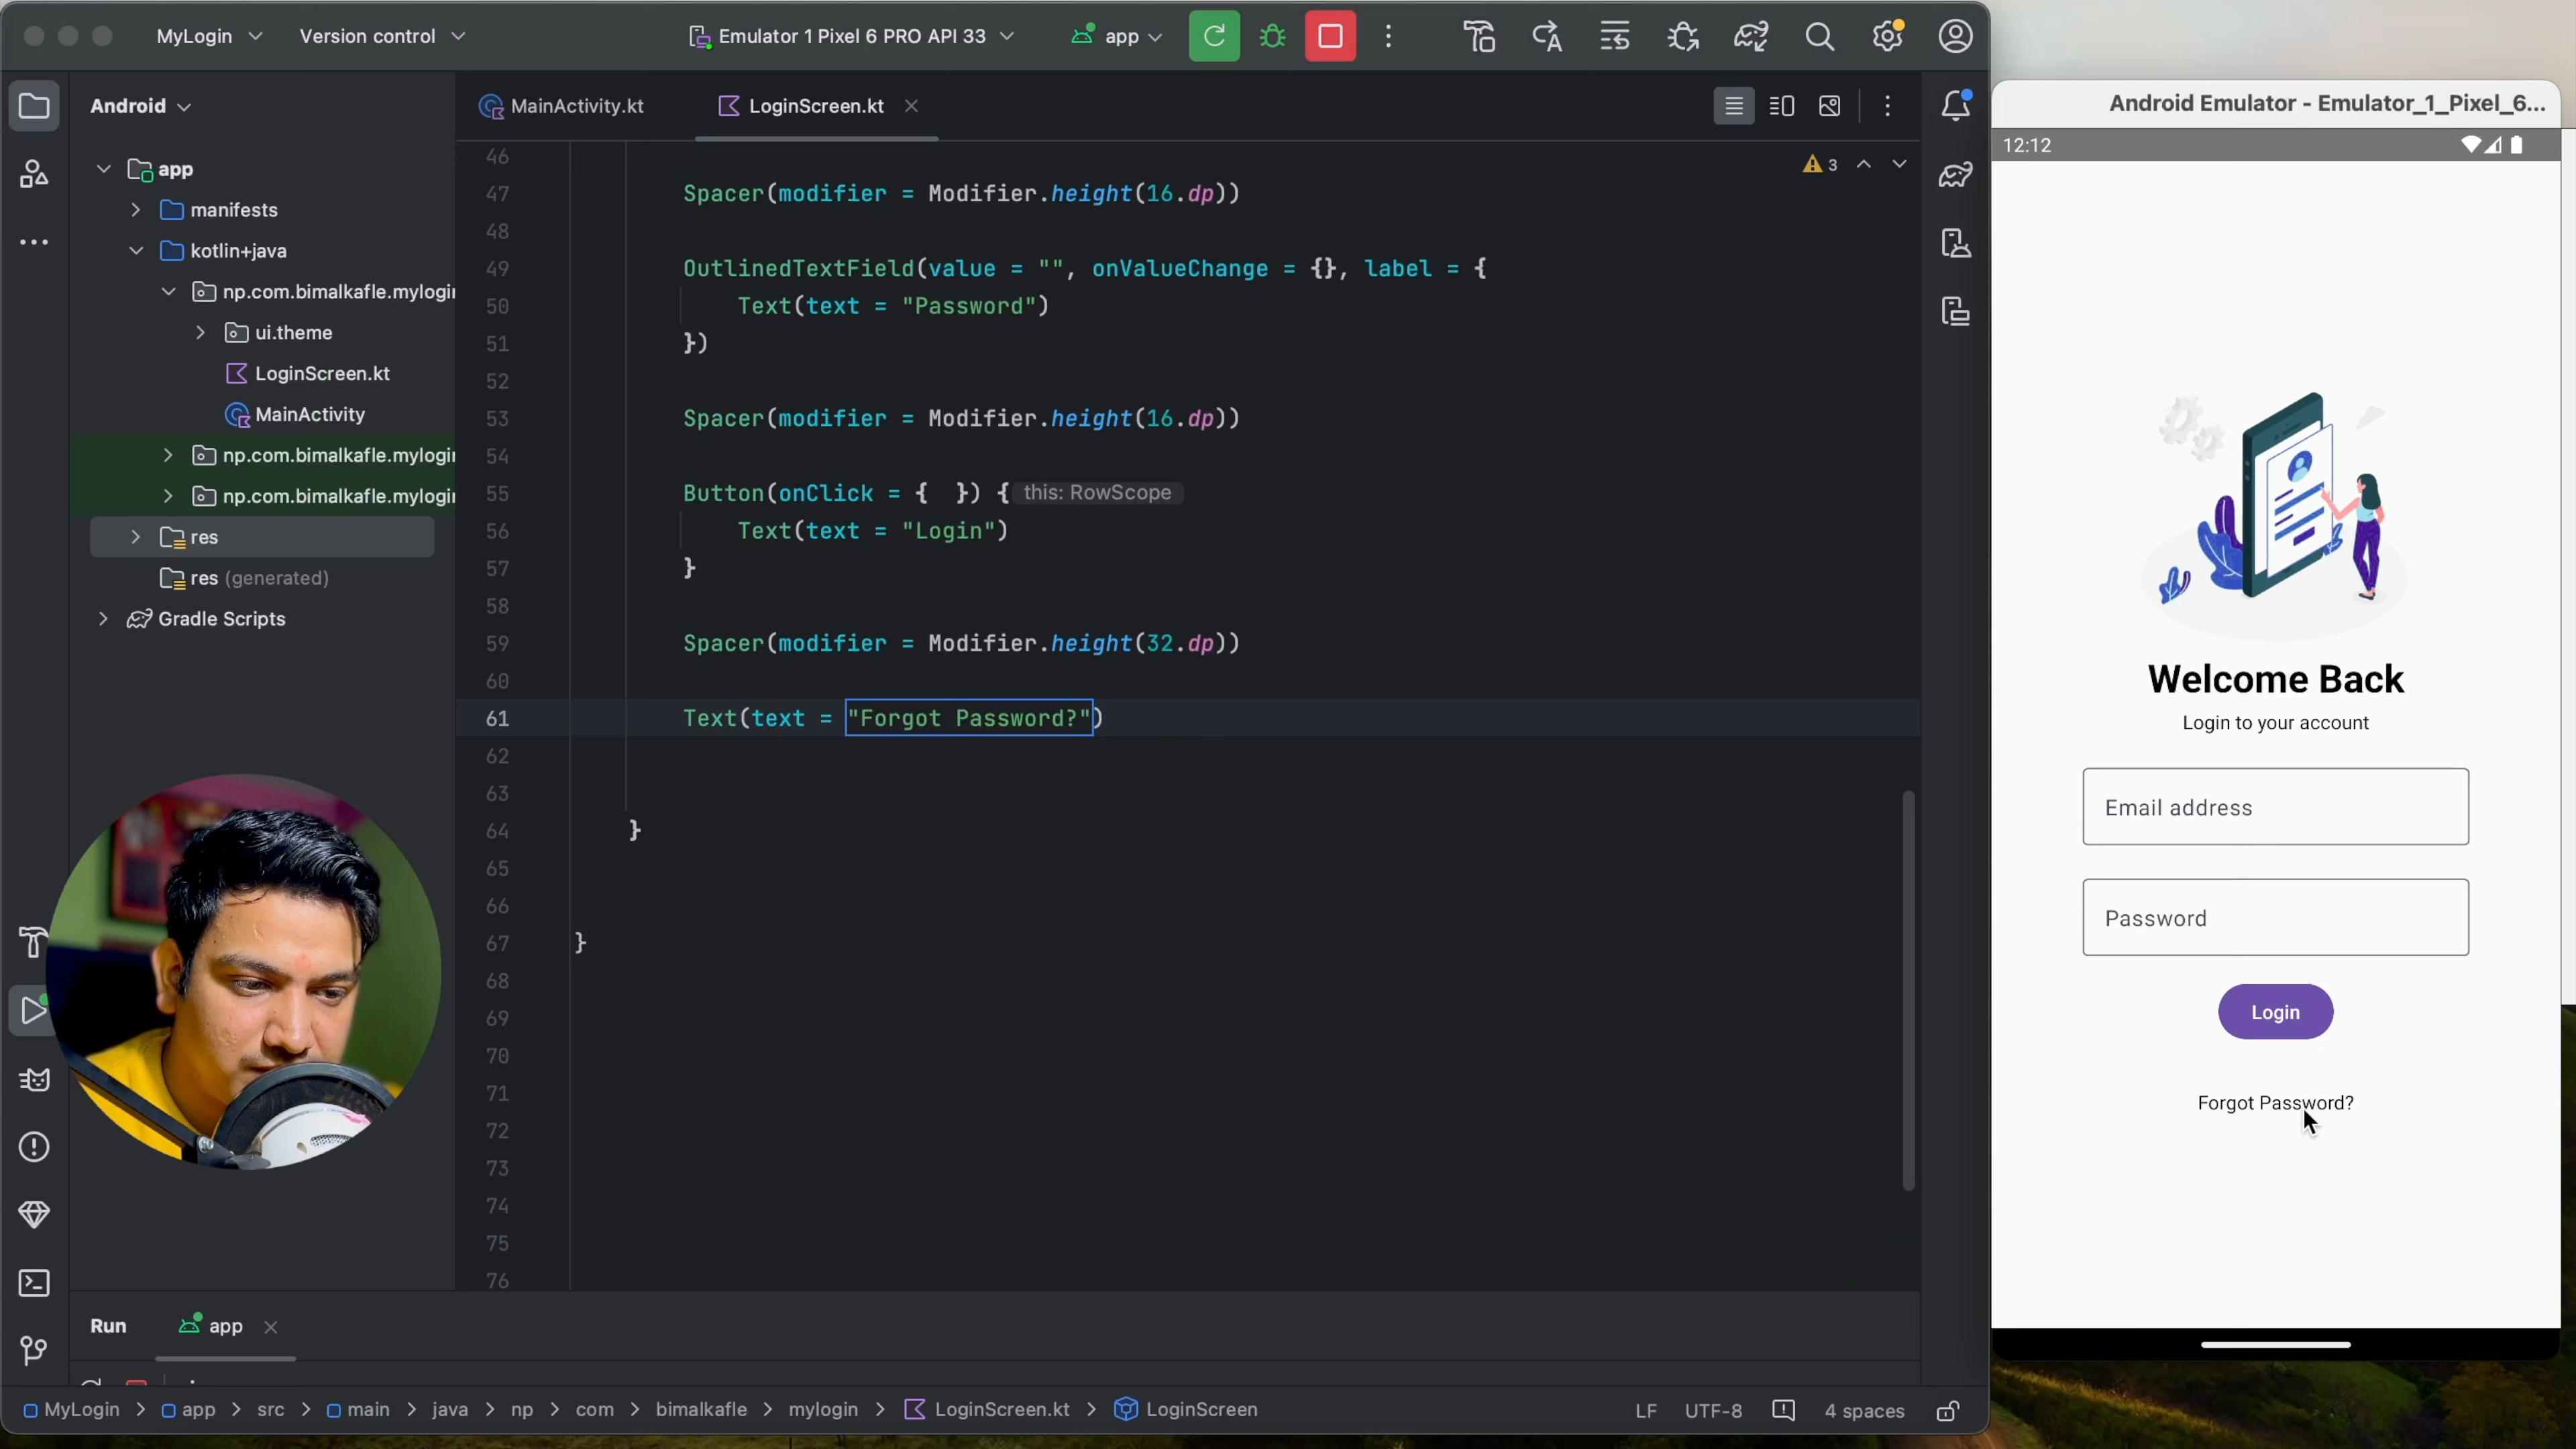 MyLogin
Version control
Emulator 1 Pixel 6 PRO API 33
app
Android
MainActivity.kt
LoginScreen.kt
app
manifests
kotlin+java
np.com.bimalkafle.mylogin
ui.theme
LoginScreen.kt
MainActivity
np.com.bimalkafle.mylogin
np.com.bimalkafle.mylogin
res
res (generated)
Gradle Scripts
3
46
47 Spacer(modifier = Modifier.height(16.dp))
48
49 OutlinedTextField(value = "", onValueChange = {}, label = {
50 Text(text = "Password")
51 })
52
53 Spacer(modifier = Modifier.height(16.dp))
54
55 Button(onClick = {  }) { this: RowScope
56 Text(text = "Login")
57 }
58
59 Spacer(modifier = Modifier.height(32.dp))
60
61 Text(text = "Forgot Password?")
62
63
64 }
65
66
67 }
68
69
70
71
72
73
74
75
76
Run
app
MyLogin > app > src > main > java > np > com > bimalkafle > mylogin > LoginScreen.kt > LoginScreen
LF UTF-8 4 spaces
Android Emulator - Emulator_1_Pixel_6...
12:12
Welcome Back
Login to your account
Email address
Password
Login
Forgot Password?